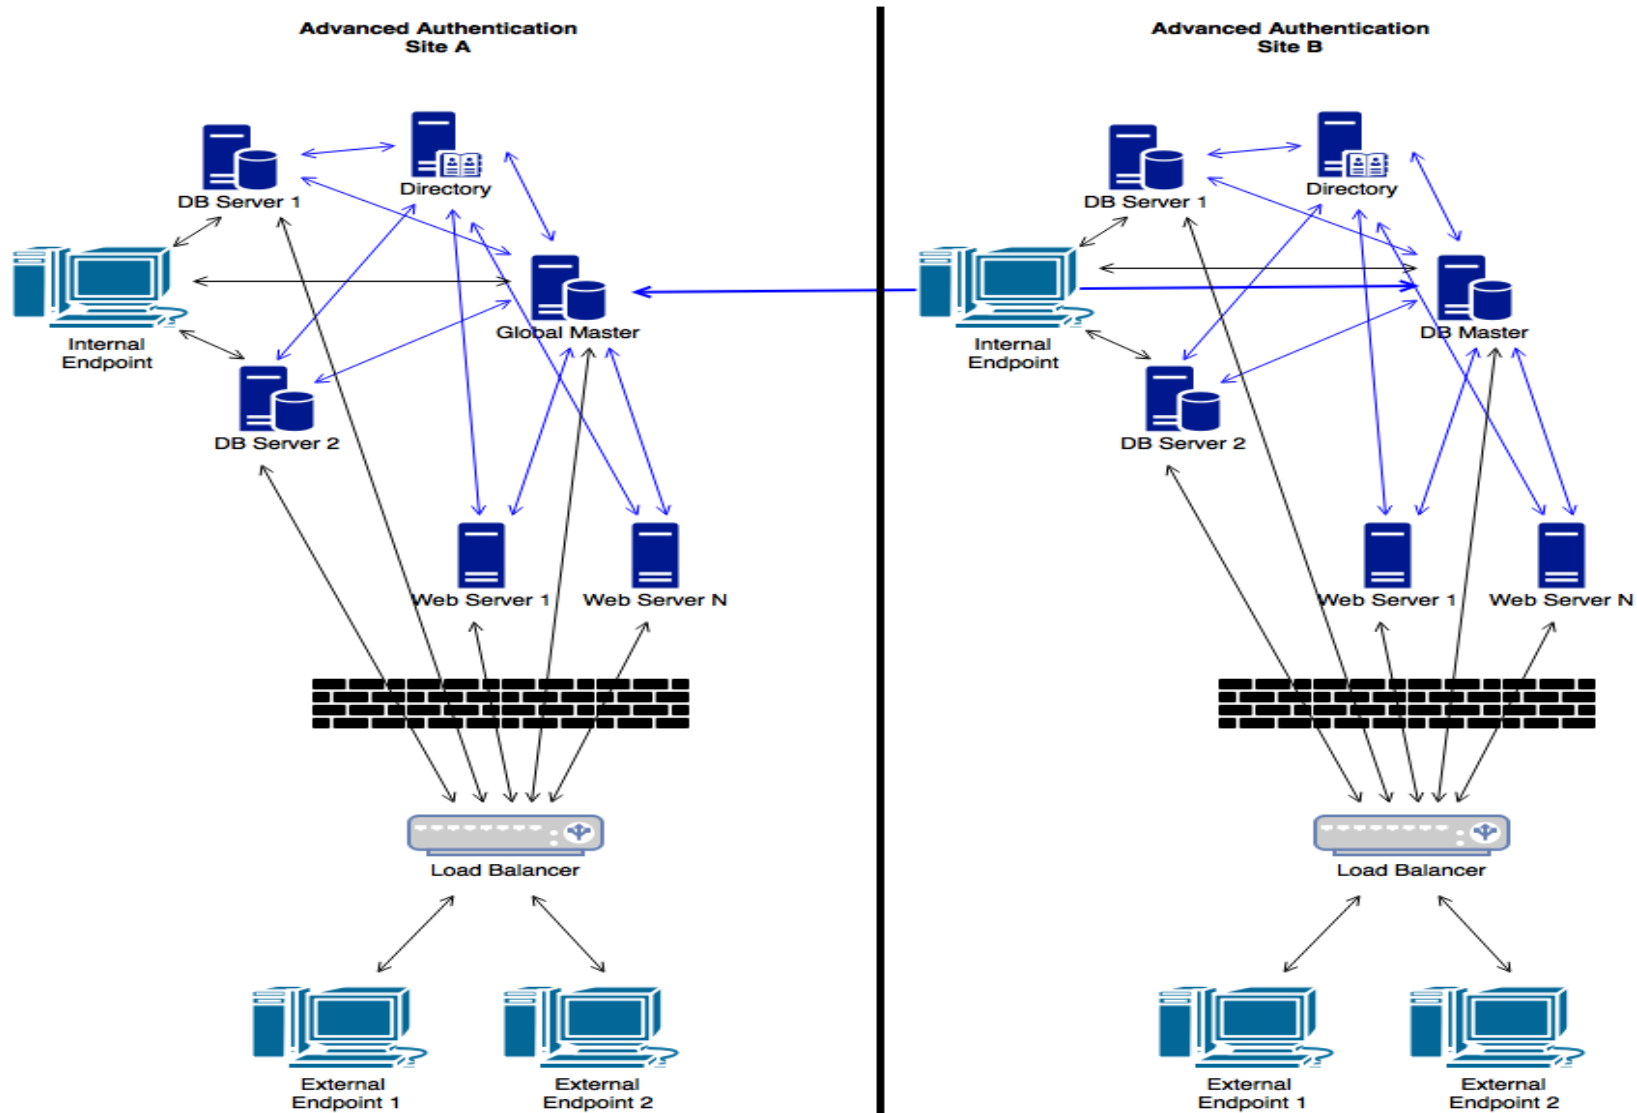 Advanced Authentication
Site A
DB Server 1
Directory
Internal
Endpoint
Global Master
DB Server 2
Web Server 1
Web Server N
Load Balancer
External
Endpoint 1
External
Endpoint 2
Advanced Authentication
Site B
DB Server 1
Directory
Internal
Endpoint
DB Master
DB Server 2
Web Server 1
Web Server N
Load Balancer
External
Endpoint 1
External
Endpoint 2